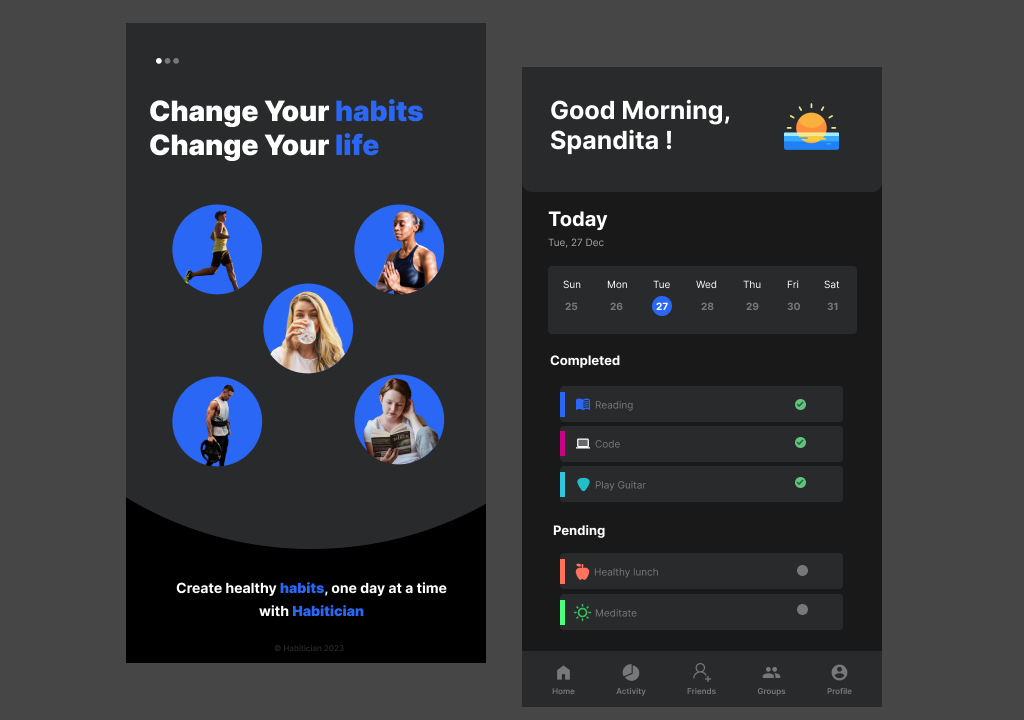 Change Your habits
Change Your life
Create healthy habits, one day at a time
with Habitician
© Habitician 2023
Good Morning,
Spandita !
Today
Tue, 27 Dec
Sun Mon Tue Wed Thu Fri Sat
25 26 27 28 29 30 31
Completed
Reading
Code
Play Guitar
Pending
Healthy lunch
Meditate
Home Activity Friends Groups Profile